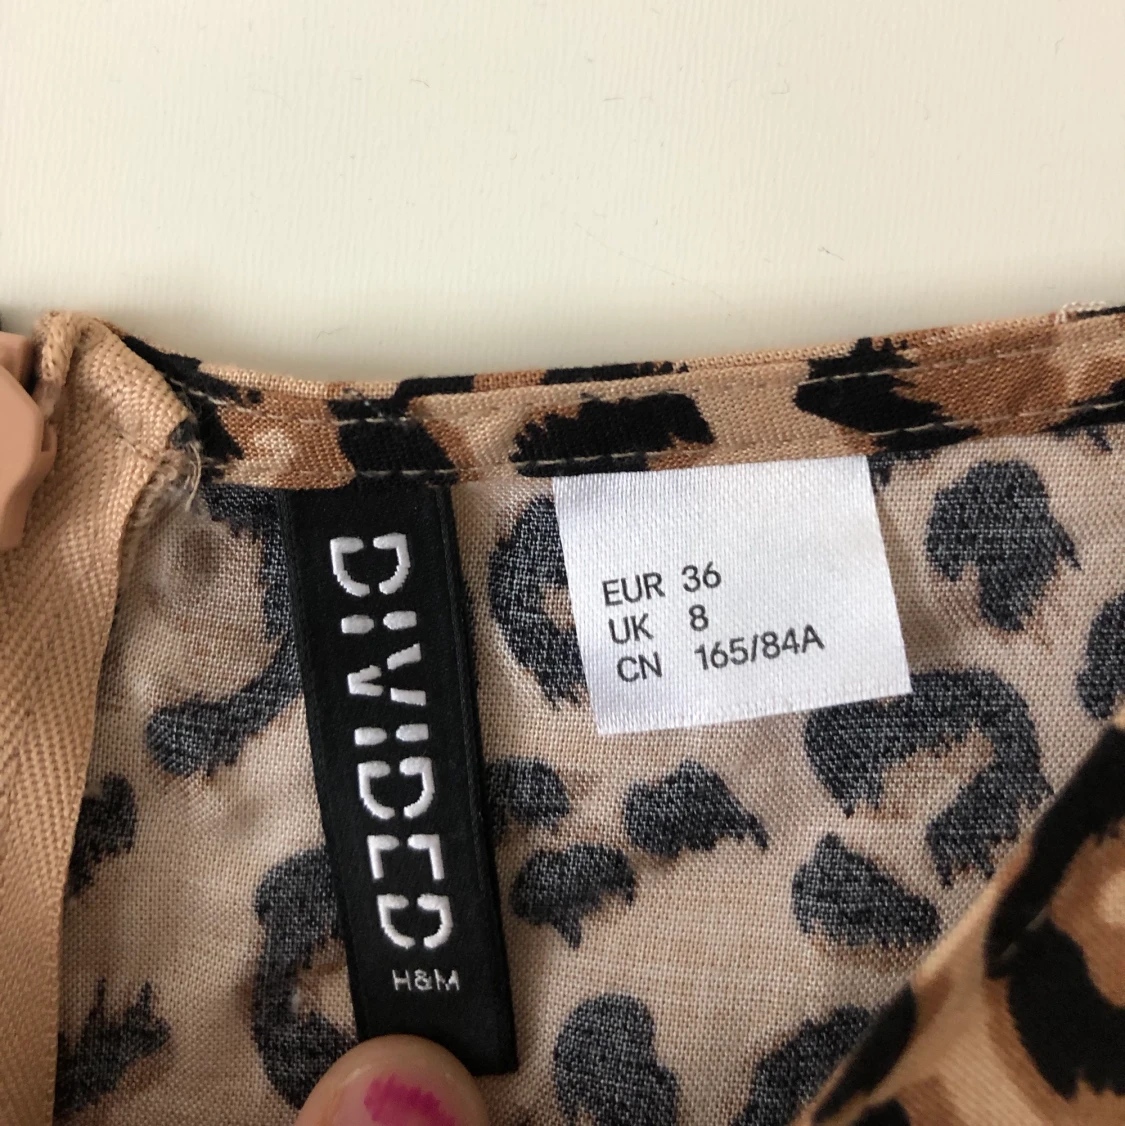 DIVIDED
H&M
EUR 36
UK 8
CN 165/84A